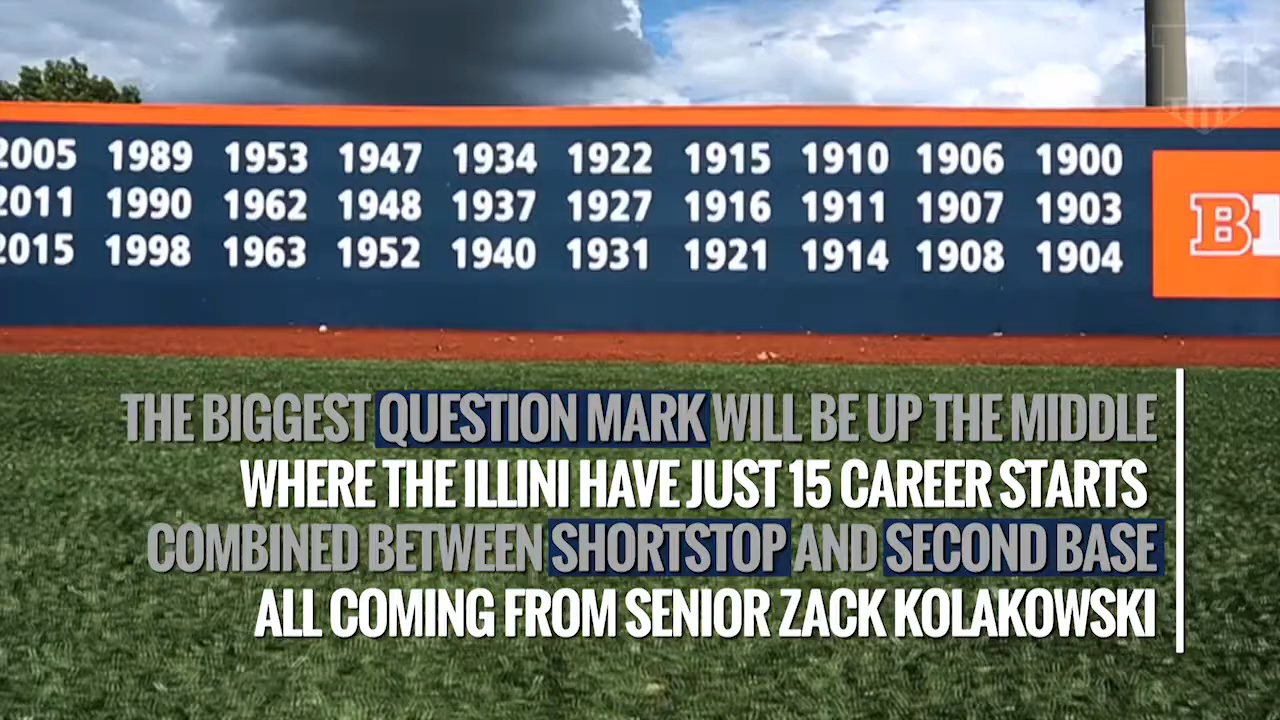 2005 1989 1953 1947 1934 1922 1915 1910 1906 1900
2011 1990 1962 1948 1937 1927 1916 1911 1907 1903
2015 1998 1963 1952 1940 1931 1921 1914 1908 1904
B
THE BIGGEST QUESTION MARK WILL BE UP THE MIDDLE
WHERE THE ILLINI HAVE JUST 15 CAREER STARTS
COMBINED BETWEEN SHORTSTOP AND SECOND BASE
ALL COMING FROM SENIOR ZACK KOLAKOWSKI